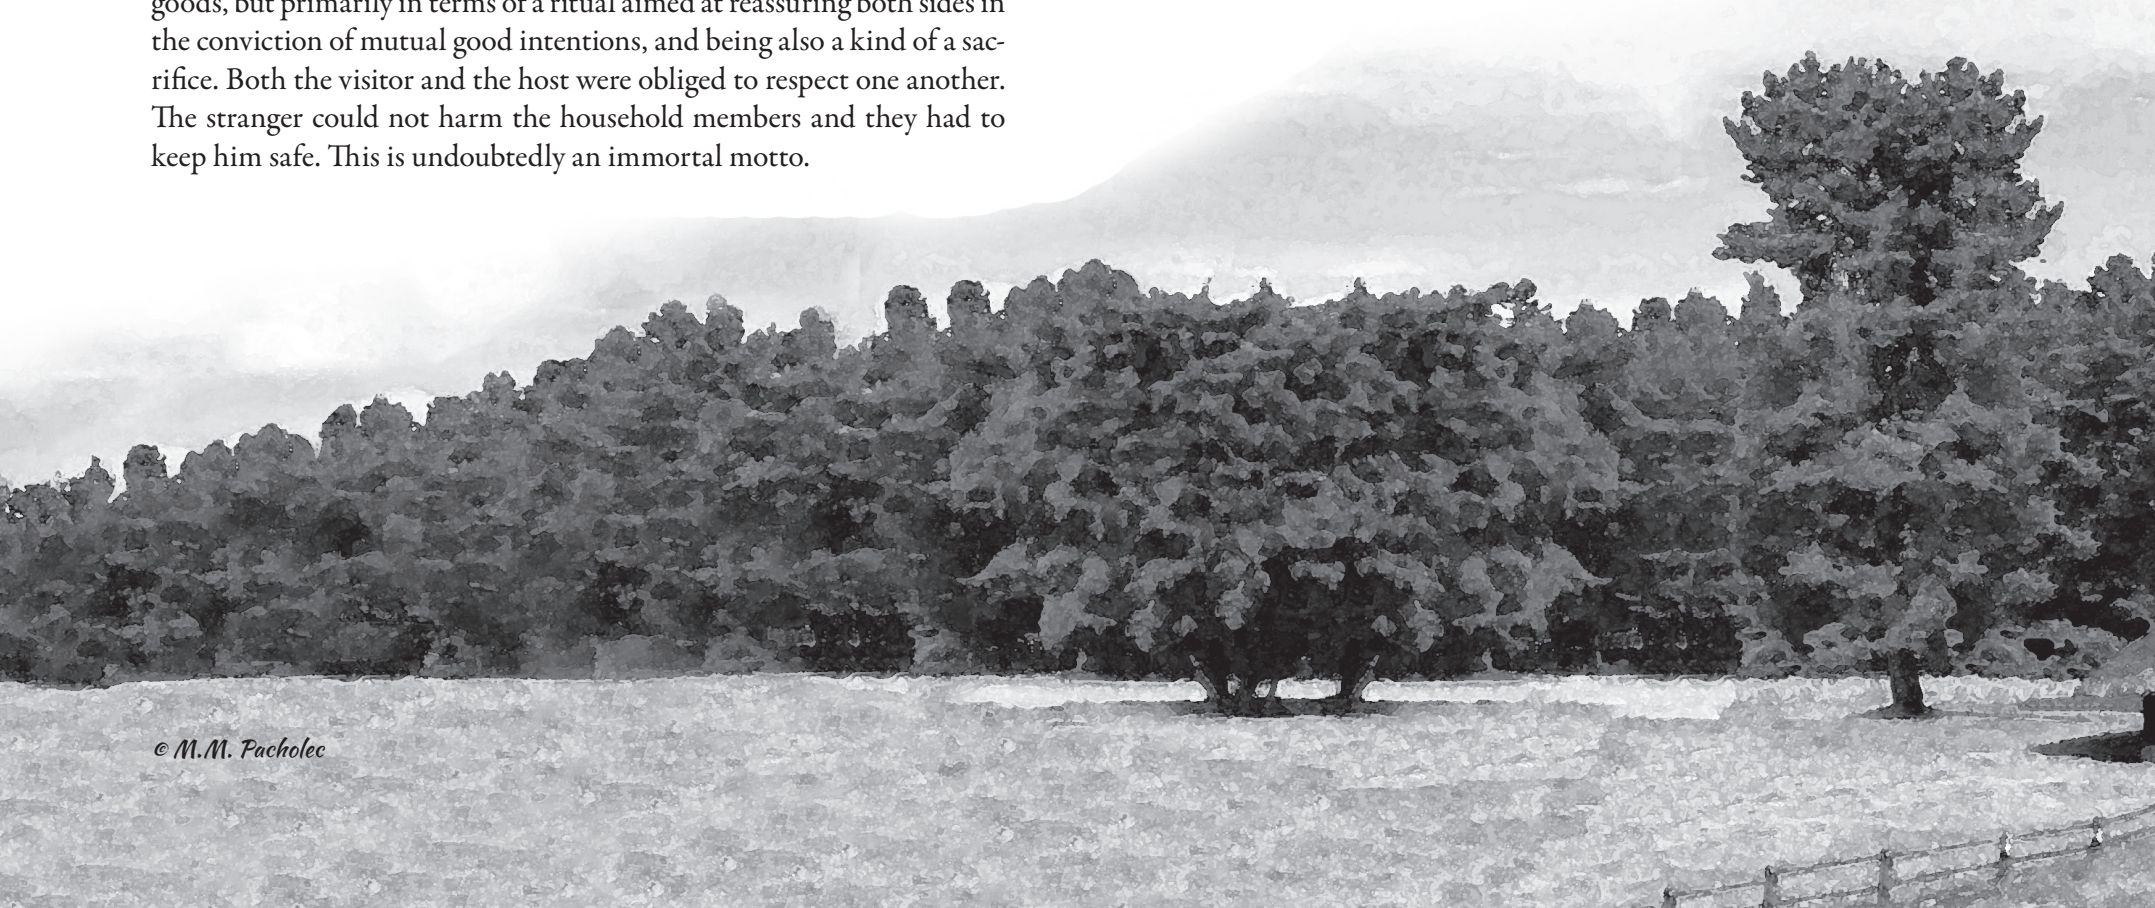 goods, but primarily in terms of a ritual aimed at reassuring both sides in
the conviction of mutual good intentions, and being also a kind of a sac-
rifice. Both the visitor and the host were obliged to respect one another.
The stranger could not harm the household members and they had to
keep him safe. This is undoubtedly an immortal motto.
© M.M. Pacholec